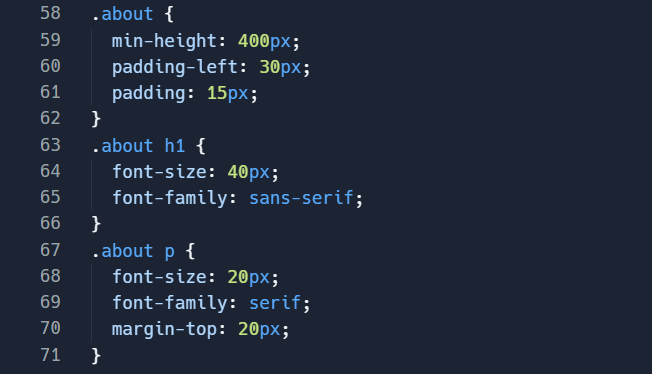 58 .about {
59   min-height: 400px;
60   padding-left: 30px;
61   padding: 15px;
62 }
63 .about h1 {
64   font-size: 40px;
65   font-family: sans-serif;
66 }
67 .about p {
68   font-size: 20px;
69   font-family: serif;
70   margin-top: 20px;
71 }